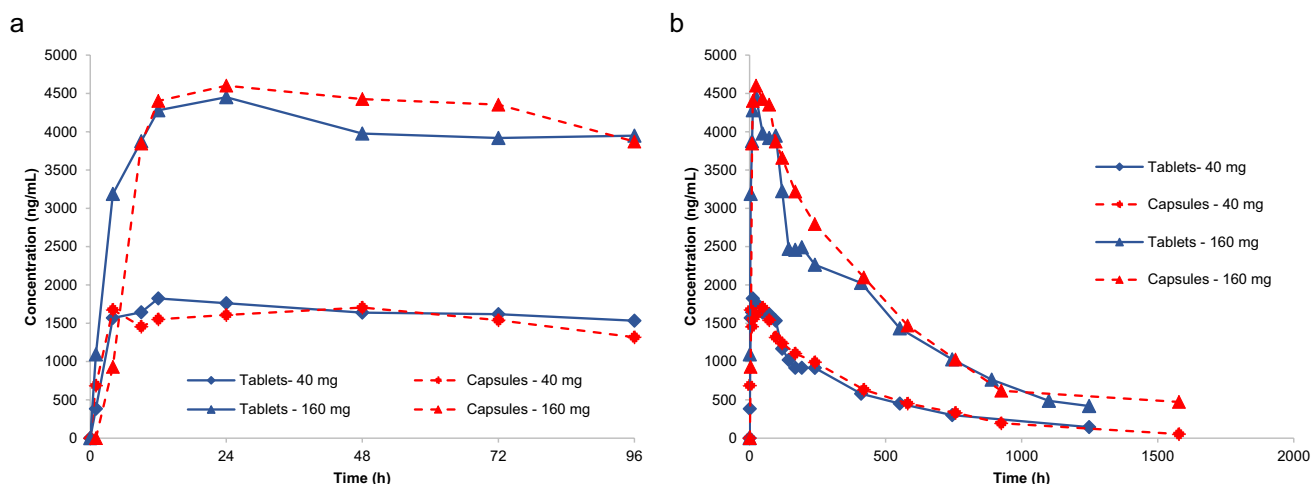 a
5000
4500
4000
3500
3000
2500
2000
1500
1000
500
0
Concentration (ng/mL)
Tablets- 40 mg
Capsules - 40 mg
Tablets - 160 mg
Capsules - 160 mg
0
24
48
72
96
Time (h)
b
5000
4500
4000
3500
3000
2500
2000
1500
1000
500
0
Concentration (ng/mL)
Tablets- 40 mg
Capsules - 40 mg
Tablets - 160 mg
Capsules - 160 mg
0
500
1000
1500
2000
Time (h)